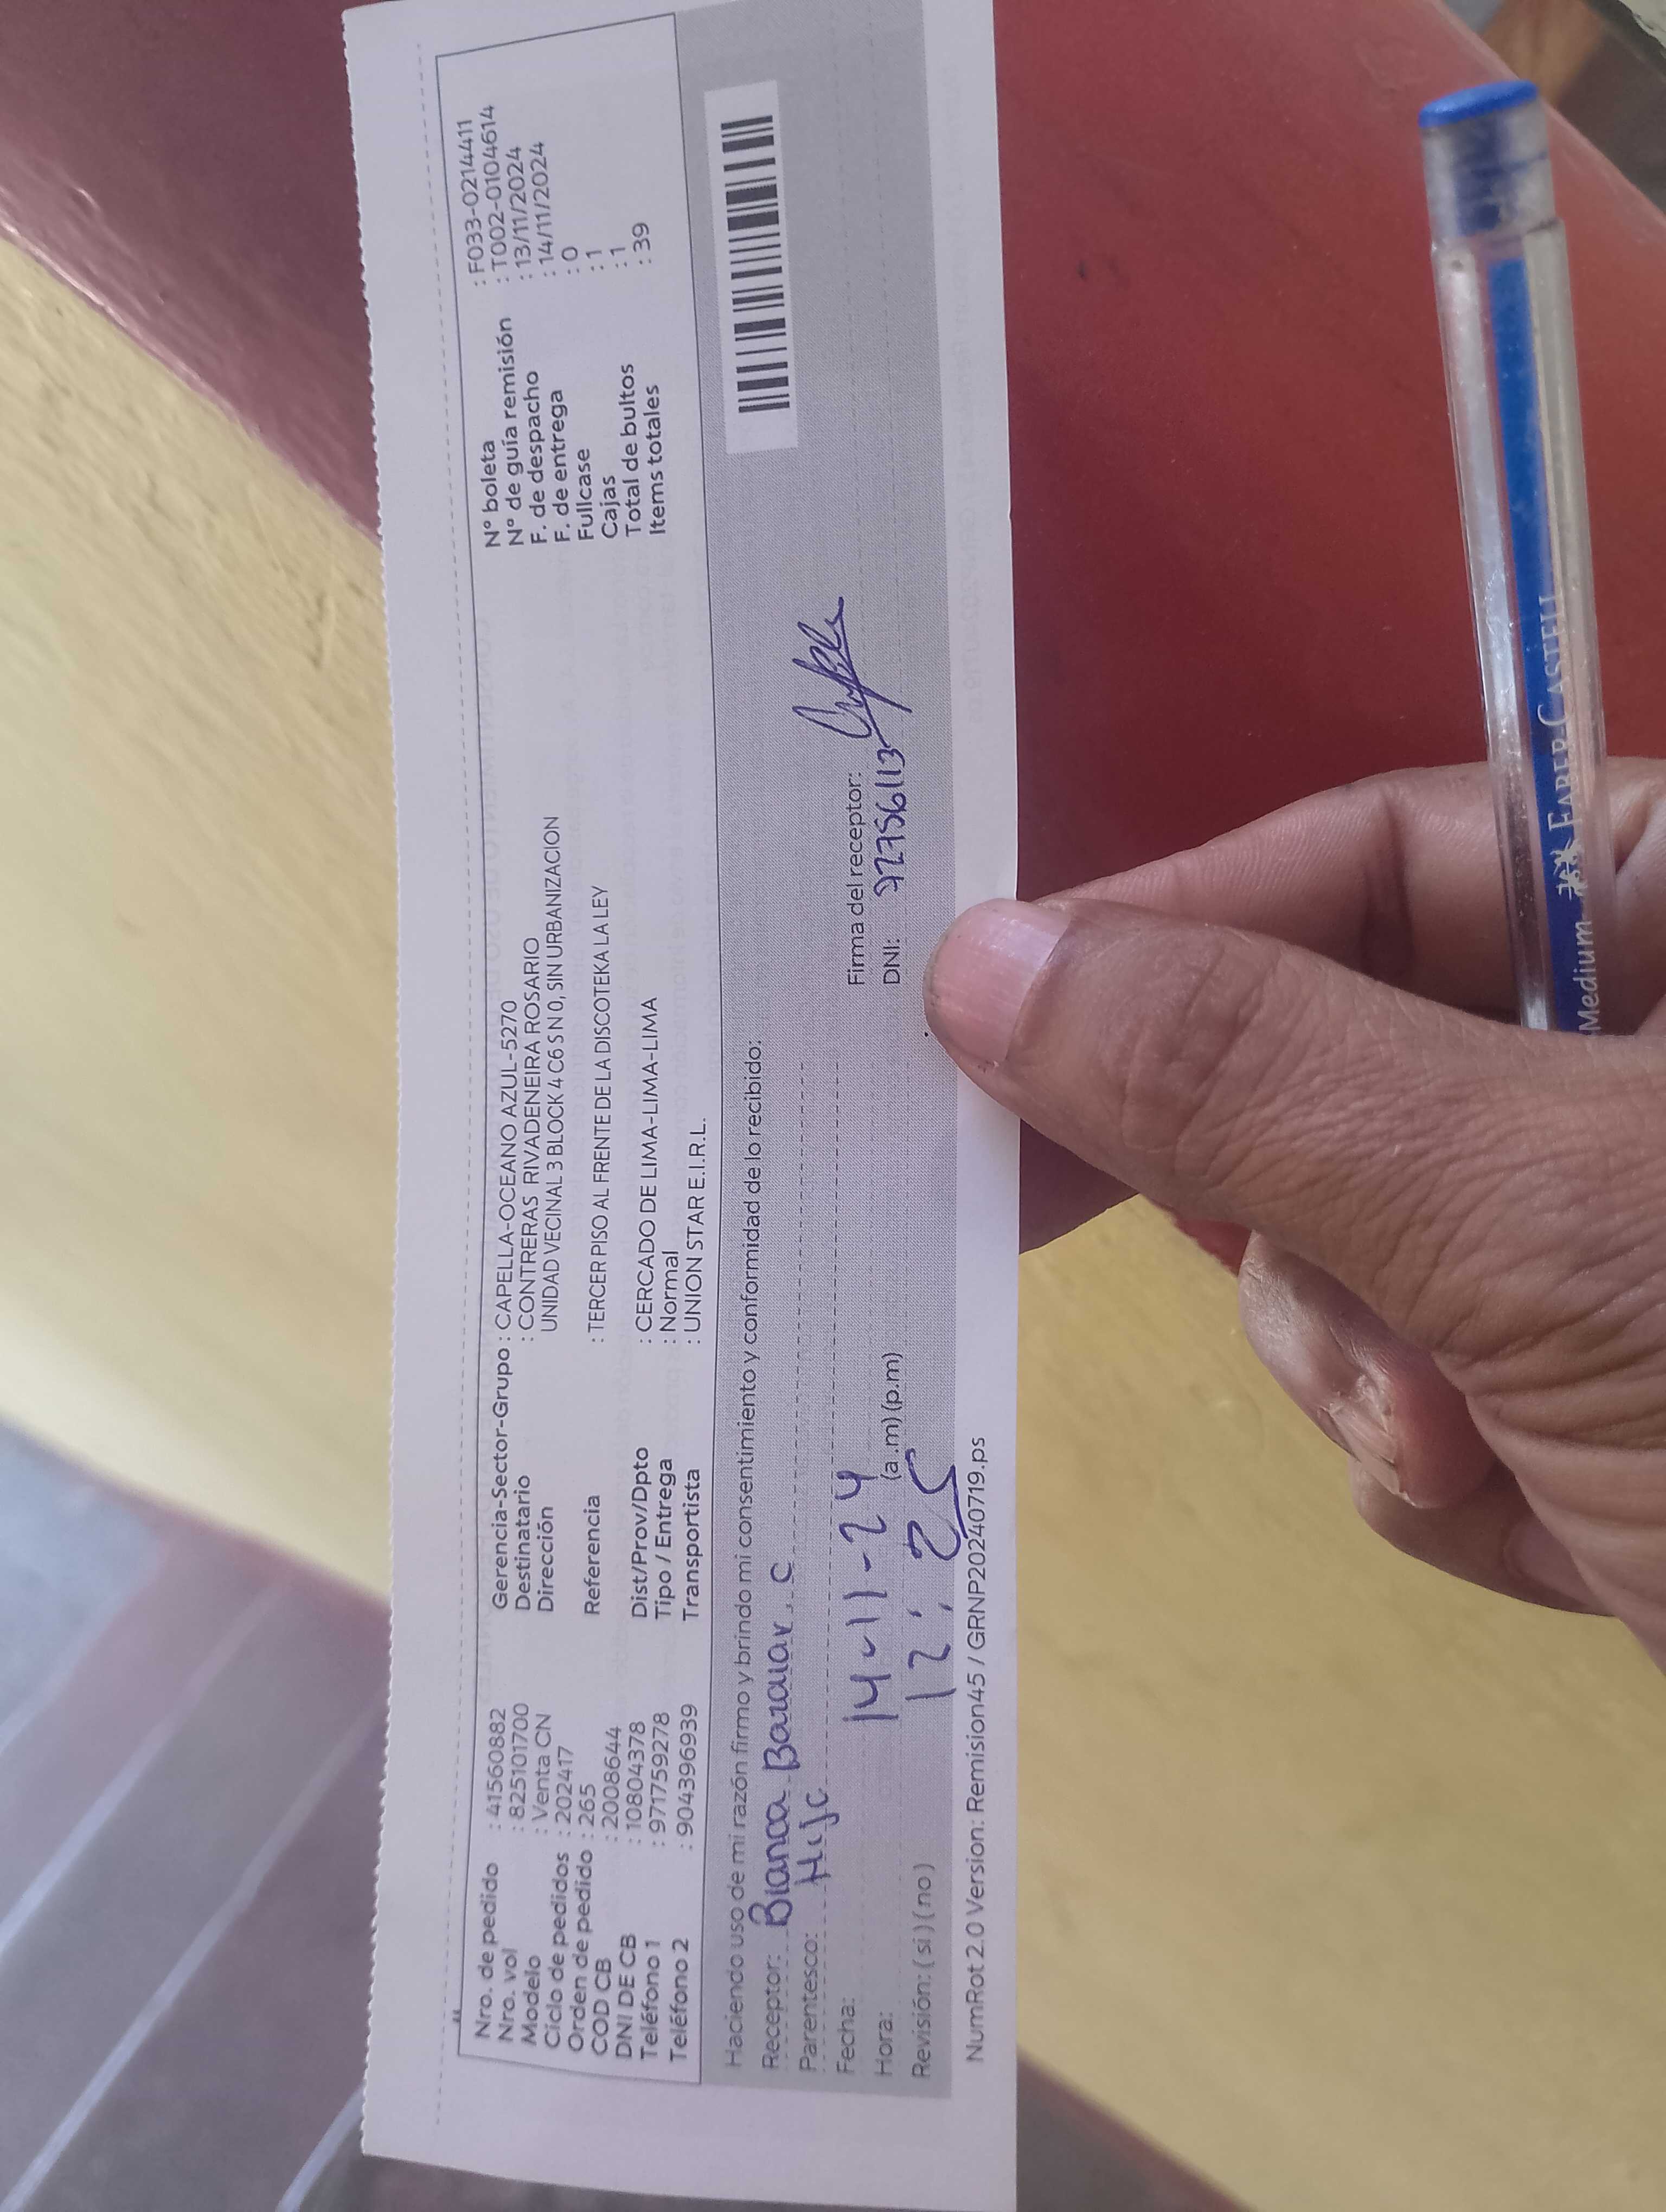 Nro. de pedido : 41560882
Nro. vol : 825101700
Modelo : Venta CN
Ciclo de pedidos : 202417
Orden de pedido : 265
COD CB : 2008644
DNI DE CB : 10804378
Teléfono 1 : 971759278
Teléfono 2 : 904396939
Gerencia-Sector-Grupo : CAPELLA-OCEANO AZUL-5270
Destinatario : CONTRERAS RIVADENEIRA ROSARIO
Dirección UNIDAD VECINAL 3 BLOCK 4 C6 S N 0, SIN URBANIZACION
Referencia : TERCER PISO AL FRENTE DE LA DISCOTEKA LA LEY
Dist/Prov/Dpto : CERCADO DE LIMA-LIMA-LIMA
Tipo / Entrega : Normal
Transportista : UNION STAR E.I.R.L.
N° boleta : F033-0214411
N° de guía remisión : T002-0104614
F. de despacho : 13/11/2024
F. de entrega : 14/11/2024
Fullcase : 0
Cajas : 1
Total de bultos : 1
Items totales : 39
Haciendo uso de mi razón firmo y brindo mi consentimiento y conformidad de lo recibido:
Receptor: Bianca C
Parentesco:
Fecha: 14-11-24
Hora: 12:25 (a.m) (p.m)
Revisión: ( si ) ( no )
Firma del receptor:
DNI: 72756113
NumRot 2.0 Version: Remision45 / GRNP20240719.ps
Medium FABER CASTELL